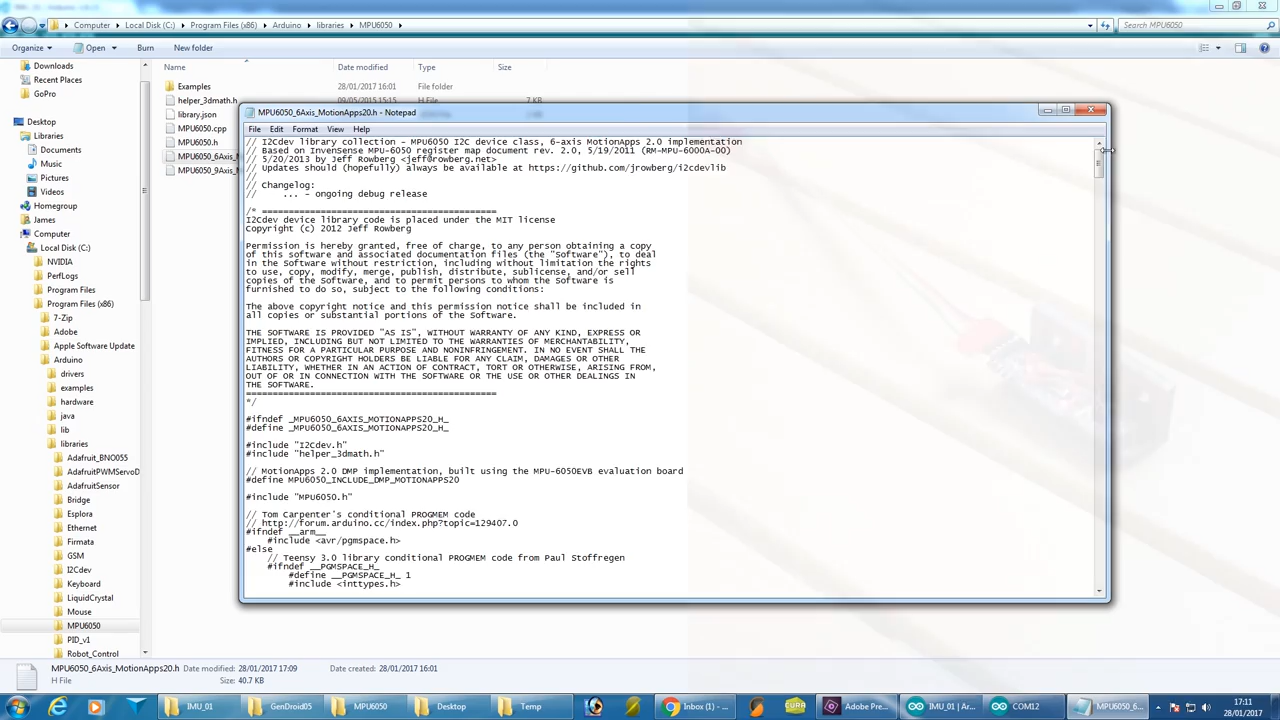 Computer ▸ Local Disk (C:) ▸ Program Files (x86) ▸ Arduino ▸ libraries ▸ MPU6050 ▸
Search MPU6050
Organize ▾ Open ▾ Burn New folder
Name Date modified Type Size
Downloads
Recent Places
GoPro
Desktop
Libraries
Documents
Music
Pictures
Videos
Homegroup
James
Computer
Local Disk (C:)
NVIDIA
PerfLogs
Program Files
Program Files (x86)
7-Zip
Adobe
Apple Software Update
Arduino
drivers
examples
hardware
java
lib
libraries
Adafruit_BNO055
AdafruitPWMServoD
AdafruitSensor
Bridge
Esplora
Ethernet
Firmata
GSM
I2Cdev
Keyboard
LiquidCrystal
Mouse
MPU6050
PID_v1
Robot_Control
Examples 28/01/2017 16:01 File folder
helper_3dmath.h 09/05/2015 15:15 H File 7 KB
library.json
MPU6050.cpp
MPU6050.h
MPU6050_6Axis_M
MPU6050_9Axis_M
MPU6050_6Axis_MotionApps20.h - Notepad
File Edit Format View Help
// I2Cdev library collection - MPU6050 I2C device class, 6-axis MotionApps 2.0 implementation
// Based on InvenSense MPU-6050 register map document rev. 2.0, 5/19/2011 (RM-MPU-6000A-00)
// 5/20/2013 by Jeff Rowberg <jeff@rowberg.net>
// Updates should (hopefully) always be available at https://github.com/jrowberg/i2cdevlib
//
// Changelog:
// ... - ongoing debug release
/* ============================================
I2Cdev device library code is placed under the MIT license
Copyright (c) 2012 Jeff Rowberg
Permission is hereby granted, free of charge, to any person obtaining a copy
of this software and associated documentation files (the "Software"), to deal
in the Software without restriction, including without limitation the rights
to use, copy, modify, merge, publish, distribute, sublicense, and/or sell
copies of the Software, and to permit persons to whom the Software is
furnished to do so, subject to the following conditions:
The above copyright notice and this permission notice shall be included in
all copies or substantial portions of the Software.
THE SOFTWARE IS PROVIDED "AS IS", WITHOUT WARRANTY OF ANY KIND, EXPRESS OR
IMPLIED, INCLUDING BUT NOT LIMITED TO THE WARRANTIES OF MERCHANTABILITY,
FITNESS FOR A PARTICULAR PURPOSE AND NONINFRINGEMENT. IN NO EVENT SHALL THE
AUTHORS OR COPYRIGHT HOLDERS BE LIABLE FOR ANY CLAIM, DAMAGES OR OTHER
LIABILITY, WHETHER IN AN ACTION OF CONTRACT, TORT OR OTHERWISE, ARISING FROM,
OUT OF OR IN CONNECTION WITH THE SOFTWARE OR THE USE OR OTHER DEALINGS IN
THE SOFTWARE.
===============================================
*/
#ifndef _MPU6050_6AXIS_MOTIONAPPS20_H_
#define _MPU6050_6AXIS_MOTIONAPPS20_H_
#include "I2Cdev.h"
#include "helper_3dmath.h"
// MotionApps 2.0 DMP implementation, built using the MPU-6050EVB evaluation board
#define MPU6050_INCLUDE_DMP_MOTIONAPPS20
#include "MPU6050.h"
// Tom Carpenter's conditional PROGMEM code
// http://forum.arduino.cc/index.php?topic=129407.0
#ifndef __arm__
#include <avr/pgmspace.h>
#else
// Teensy 3.0 library conditional PROGMEM code from Paul Stoffregen
#ifndef __PGMSPACE_H_
#define __PGMSPACE_H_ 1
#include <inttypes.h>
MPU6050_6Axis_MotionApps20.h Date modified: 28/01/2017 17:09 Date created: 28/01/2017 16:01
H File Size: 40.7 KB
IMU_01 GenDroid05 MPU6050 Desktop Temp Inbox (1) - ... CURA Adobe Pre... IMU_01 | Ar... COM12 MPU6050_6... 17:11
28/01/2017